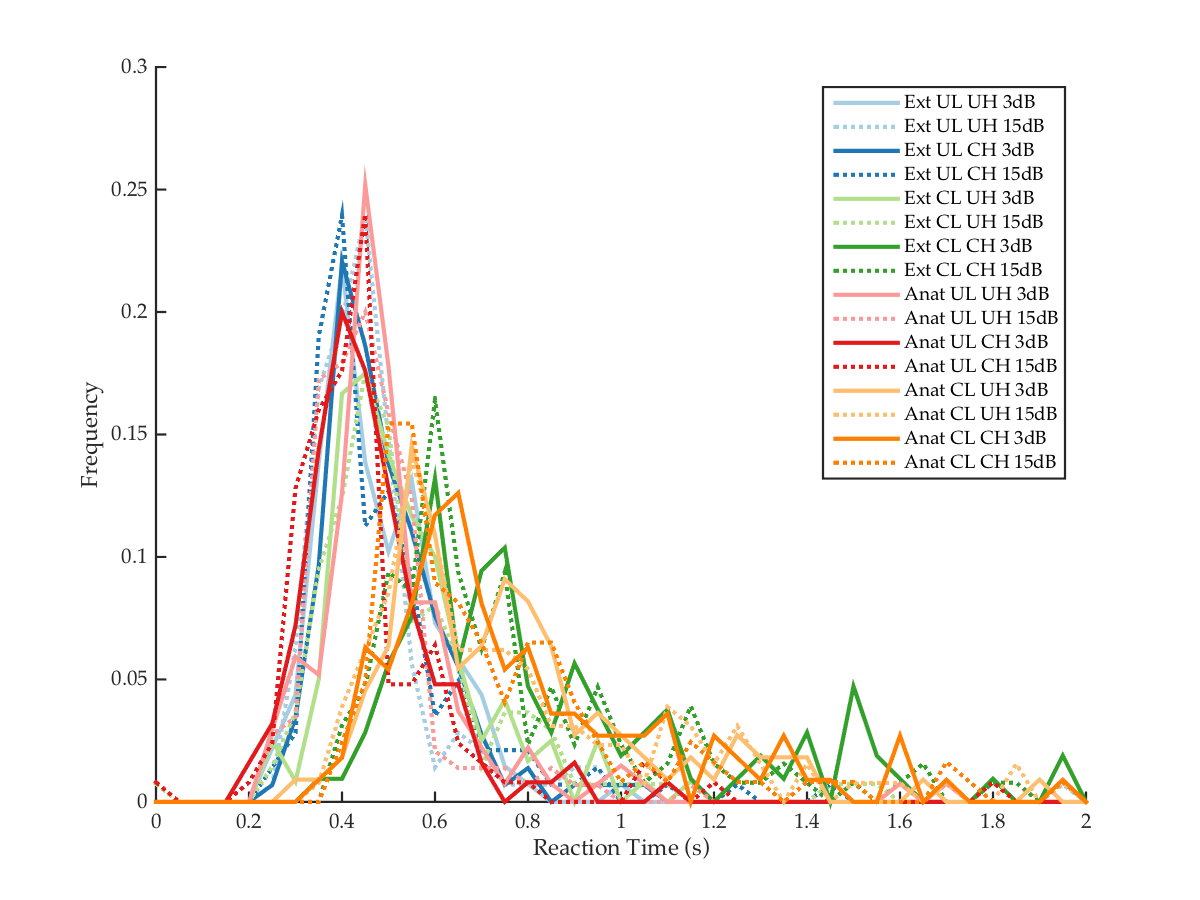 0.3
0.25
0.2
0.15
0.1
0.05
0
Frequency
0 0.2 0.4 0.6 0.8 1 1.2 1.4 1.6 1.8 2
Reaction Time (s)
Ext UL UH 3dB
Ext UL UH 15dB
Ext UL CH 3dB
Ext UL CH 15dB
Ext CL UH 3dB
Ext CL UH 15dB
Ext CL CH 3dB
Ext CL CH 15dB
Anat UL UH 3dB
Anat UL UH 15dB
Anat UL CH 3dB
Anat UL CH 15dB
Anat CL UH 3dB
Anat CL UH 15dB
Anat CL CH 3dB
Anat CL CH 15dB